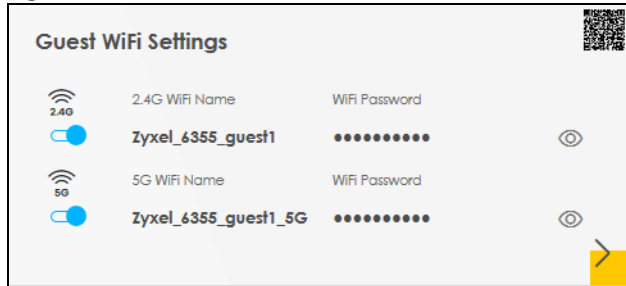 Guest WiFi Settings
2.4G WiFi Name WiFi Password
2.4G
Zyxel_6355_guest1 ●●●●●●●●●●
5G WiFi Name WiFi Password
5G
Zyxel_6355_guest1_5G ●●●●●●●●●●